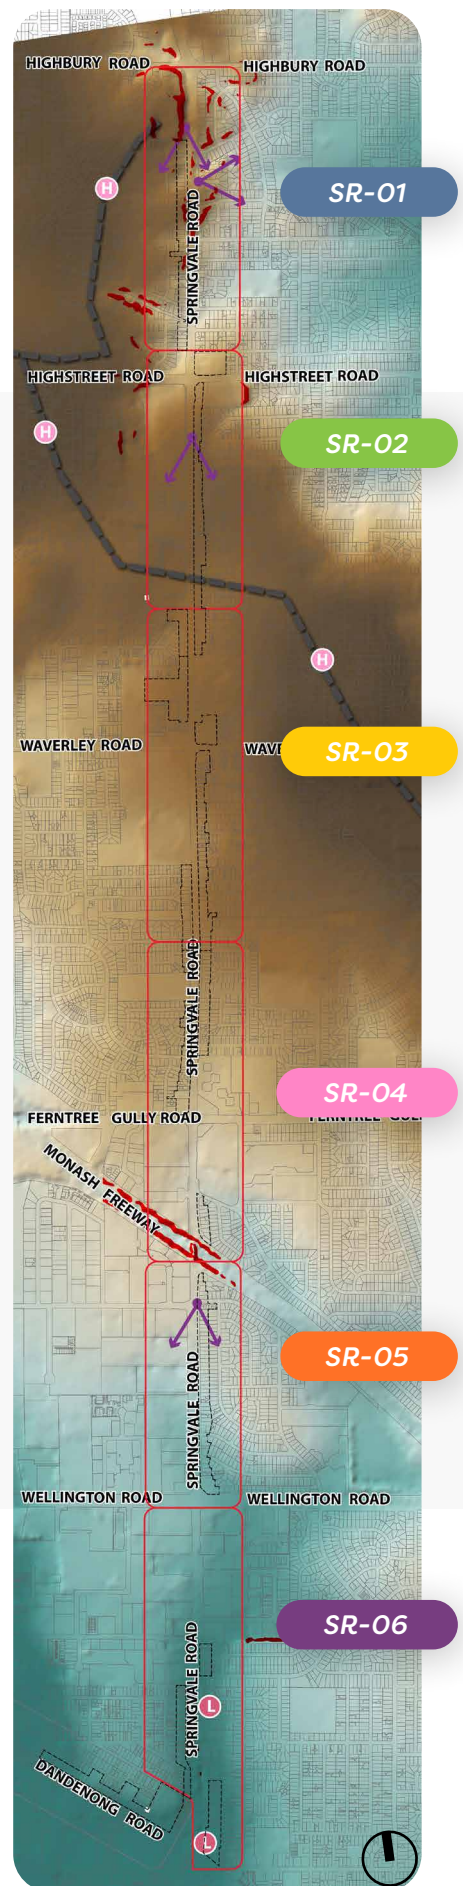 HIGHBURY ROAD
HIGHBURY ROAD
H
SR-01
SPRINGVALE ROAD
HIGHSTREET ROAD
HIGHSTREET ROAD
H
SR-02
H
WAVERLEY ROAD
SR-03
SPRINGVALE ROAD
SR-04
FERNTREE GULLY ROAD
FERNTREE
MONASH FREEWAY
SR-05
SPRINGVALE ROAD
WELLINGTON ROAD
WELLINGTON ROAD
SR-06
SPRINGVALE ROAD
L
DANDENONG ROAD
L